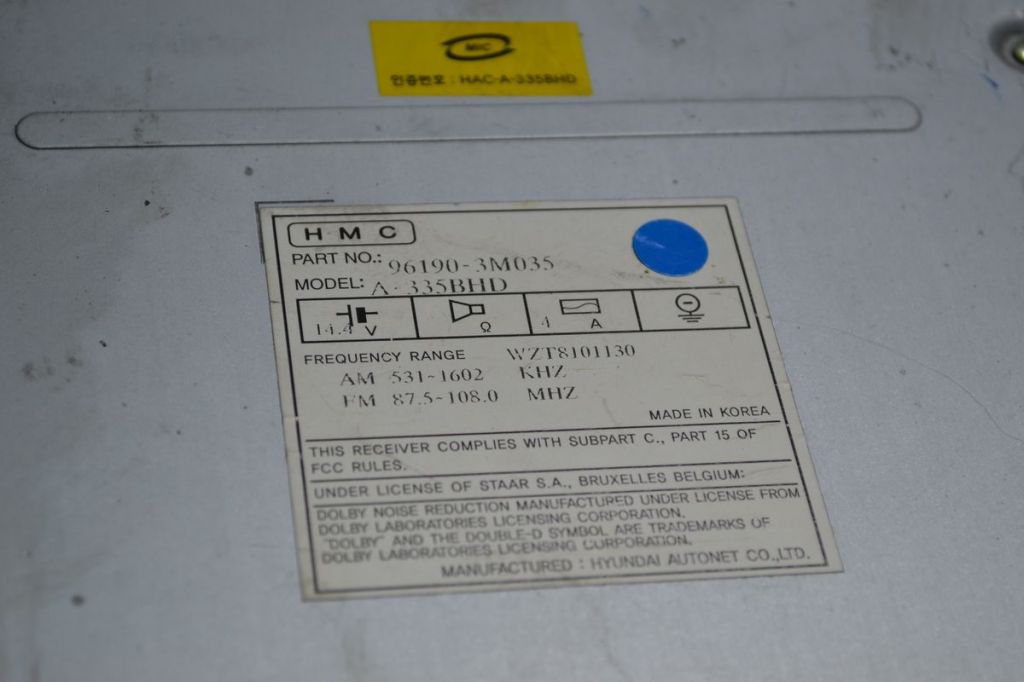 MIC
인증번호 : HAC-A-335BHD
HMC
PART NO.: 96190-3M035
MODEL: A-335BHD
14.4 V Ω 4 A
FREQUENCY RANGE WZT8101130
AM 531~1602 KHZ
FM 87.5~108.0 MHZ
MADE IN KOREA
THIS RECEIVER COMPLIES WITH SUBPART C., PART 15 OF
FCC RULES.
UNDER LICENSE OF STAAR S.A., BRUXELLES BELGIUM:
DOLBY NOISE REDUCTION MANUFACTURED UNDER LICENSE FROM
DOLBY LABORATORIES LICENSING CORPORATION.
"DOLBY" AND THE DOUBLE-D SYMBOL ARE TRADEMARKS OF
DOLBY LABORATORIES LICENSING CORPORATION.
MANUFACTURED : HYUNDAI AUTONET CO.,LTD.